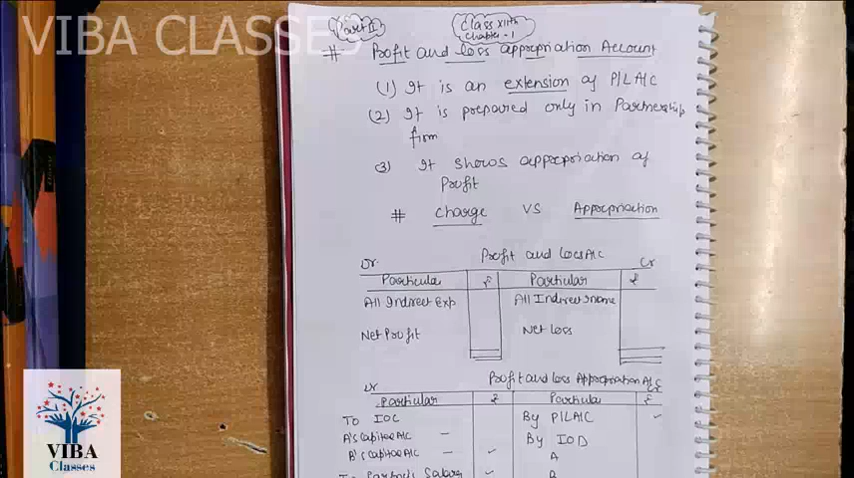 VIBA CLASSES
Part II
Class XIIth
Chapter-1
# Profit and loss appropriation Account
(1) It is an extension of P/L A/C
(2) It is prepared only in Partnership
firm
(3) It shows appropriation of
Profit
# Charge VS Appropriation
Profit and Loss A/C
Dr. Cr
Particular ₹ Particular ₹
All Indirect Exp All Indirect Income
Net Profit Net loss
Profit and loss Appropriation A/C
Dr Cr
Particular ₹ Particular ₹
To IOC By P/L A/C ✓
A's Capital A/C — By IOD
B's Capital A/C — ✓ A
To Partner's Salary ✓ B
VIBA
Classes